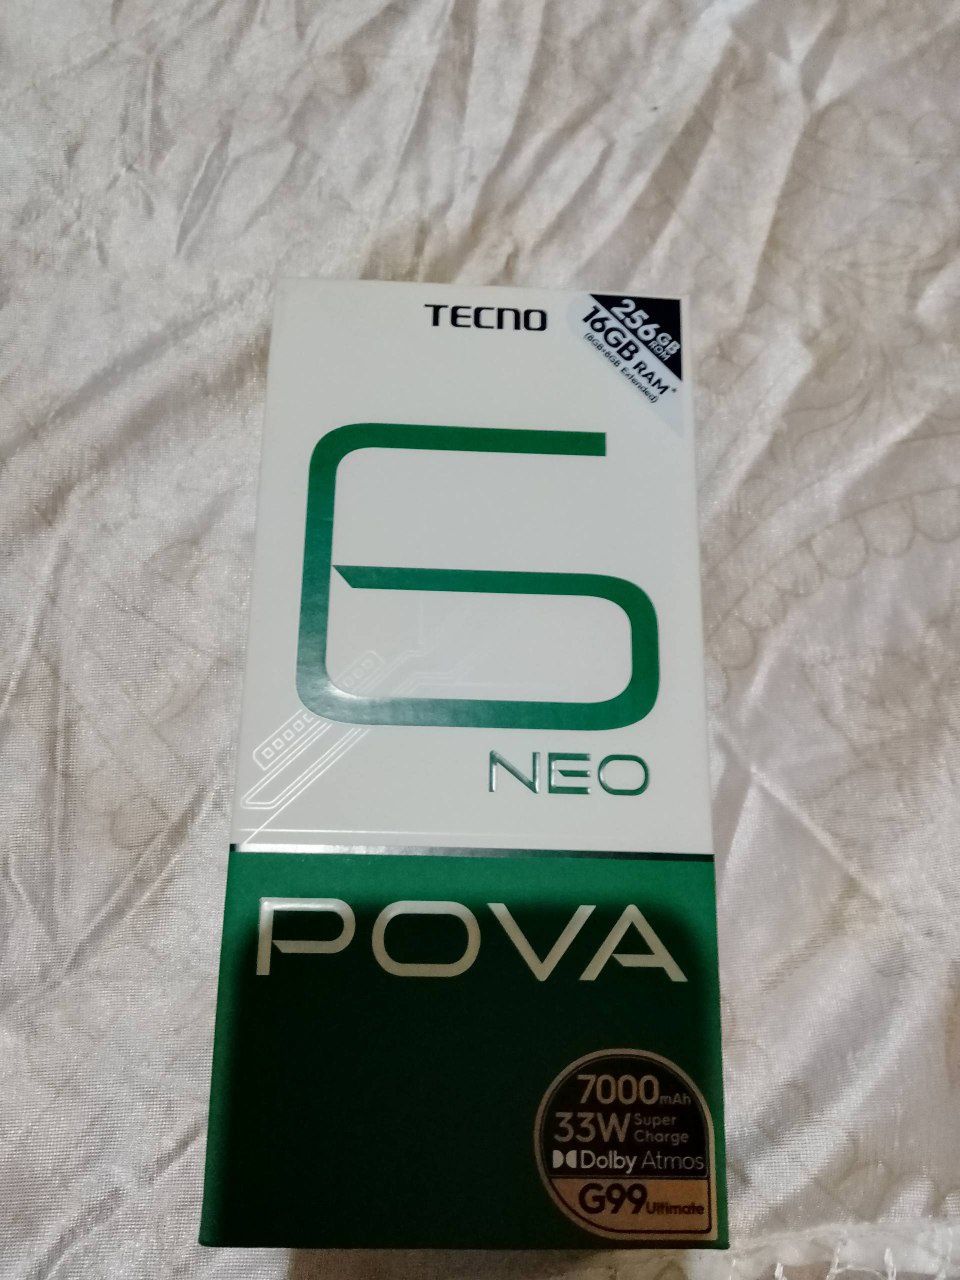 TECNO
256GB ROM
16GB RAM*
(8GB+8GB Extended)
6
NEO
POVA
7000mAh
33W Super Charge
Dolby Atmos
G99 Ultimate